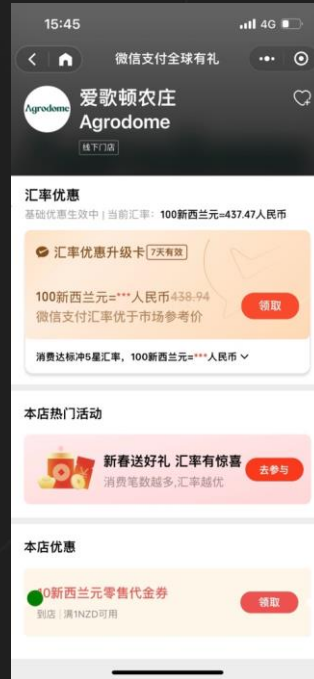 15:45
4G
微信支付全球有礼
Agrodome
爱歌顿农庄
Agrodome
线下门店
汇率优惠
基础优惠生效中 | 当前汇率: 100新西兰元=437.47人民币
汇率优惠升级卡 7天有效
100新西兰元=***人民币438.94
微信支付汇率优于市场参考价
领取
消费达标冲5星汇率，100新西兰元=***人民币
本店热门活动
新春送好礼 汇率有惊喜
消费笔数越多,汇率越优
去参与
本店优惠
0新西兰元零售代金券
到店 | 满1NZD可用
领取